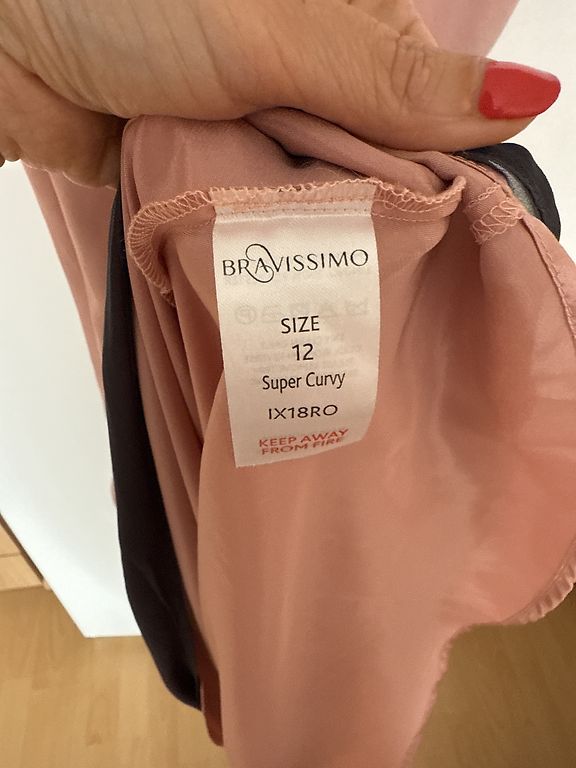 BRAVISSIMO
SIZE
12
Super Curvy
IX18RO
KEEP AWAY
FROM FIRE